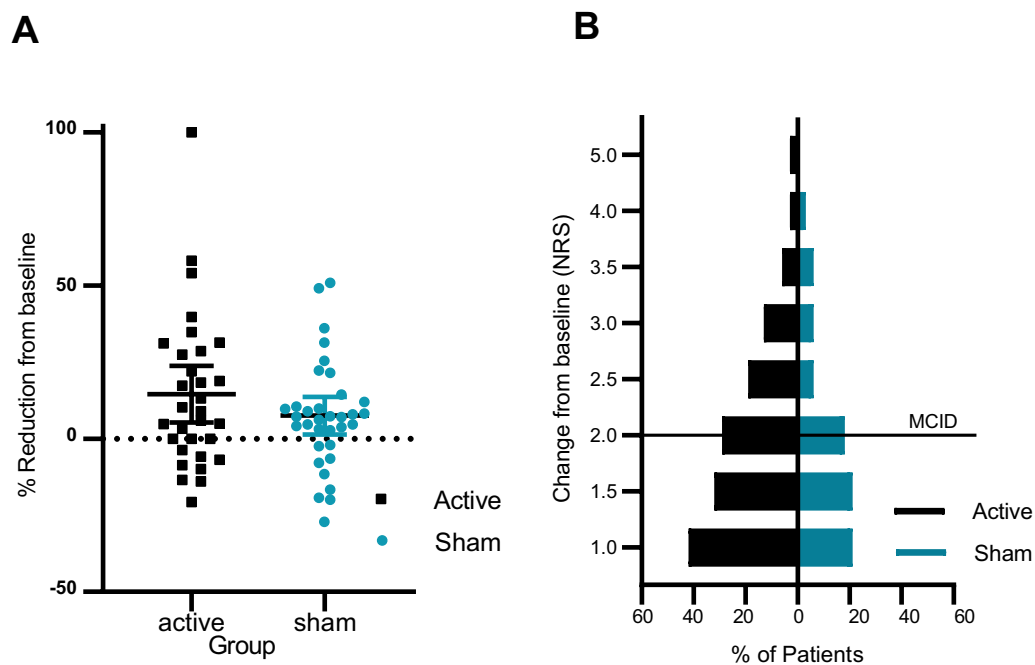 A
% Reduction from baseline
100
50
0
-50
active
sham
Group
Active
Sham
B
Change from baseline (NRS)
5.0
4.0
3.5
3.0
2.5
2.0
1.5
1.0
MCID
Active
Sham
60 40 20 0 20 40 60
% of Patients